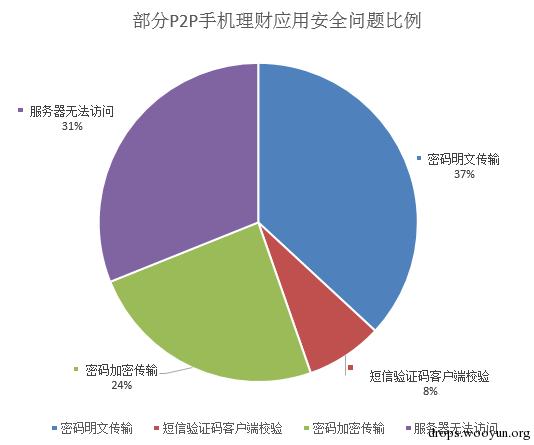 部分P2P手机理财应用安全问题比例
服务器无法访问
31%
密码明文传输
37%
密码加密传输
24%
短信验证码客户端校验
8%
密码明文传输 短信验证码客户端校验 密码加密传输 服务器无法访问
drops.wooyun.org